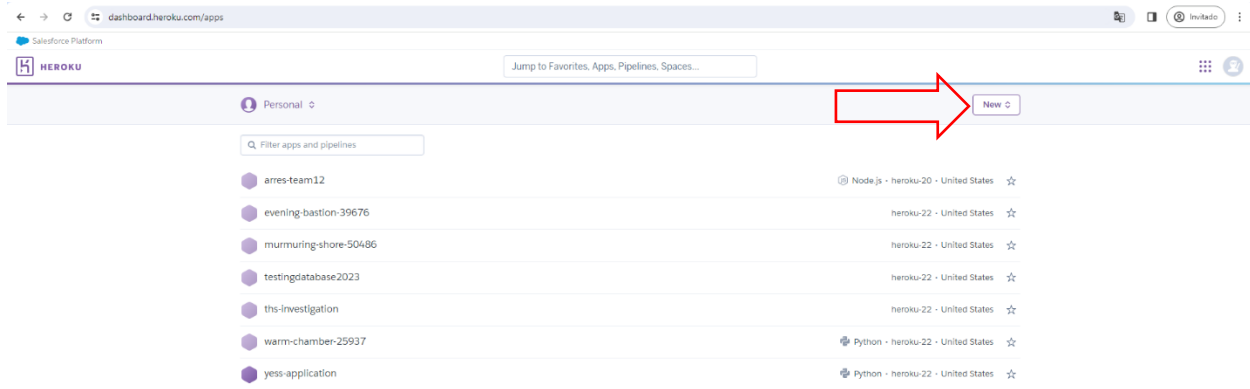 dashboard.heroku.com/apps
Invitado
Salesforce Platform
HEROKU
Jump to Favorites, Apps, Pipelines, Spaces...
Personal
New
Filter apps and pipelines
arres-team12 Node.js • heroku-20 • United States
evening-bastion-39676 heroku-22 • United States
murmuring-shore-50486 heroku-22 • United States
testingdatabase2023 heroku-22 • United States
ths-investigation heroku-22 • United States
warm-chamber-25937 Python • heroku-22 • United States
yess-application Python • heroku-22 • United States